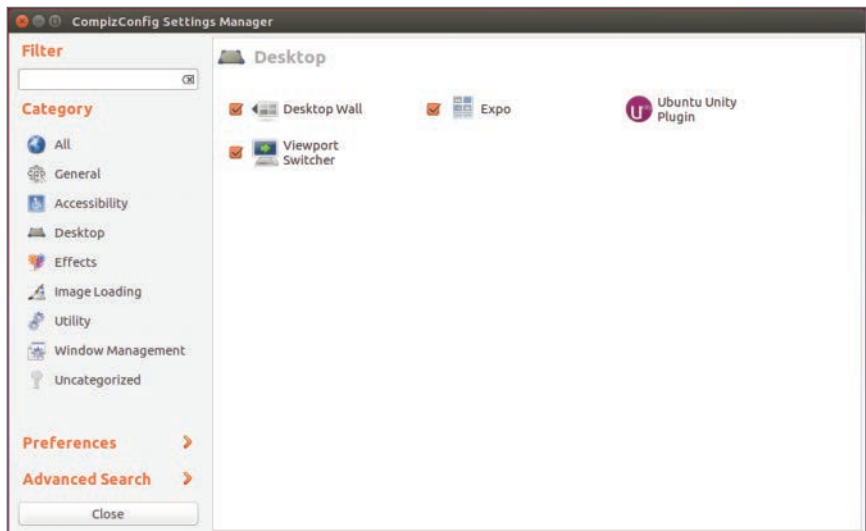 CompizConfig Settings Manager
Filter
Category
All
General
Accessibility
Desktop
Effects
Image Loading
Utility
Window Management
Uncategorized
Preferences
Advanced Search
Close
Desktop
Desktop Wall
Expo
Ubuntu Unity
Plugin
Viewport
Switcher